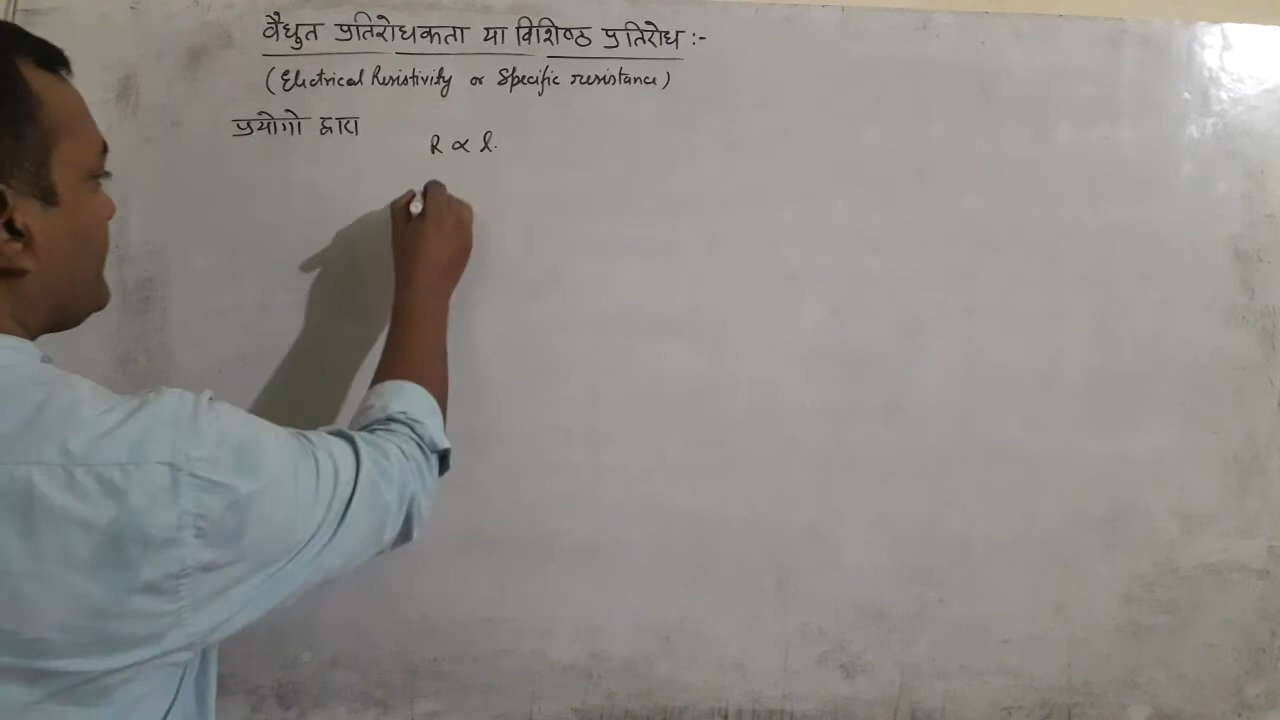 वैधुत प्रतिरोधकता या विशिष्ठ प्रतिरोध :-
(Electrical Resistivity or Specific resistance)
प्रयोगो द्वारा
R ∝ l.